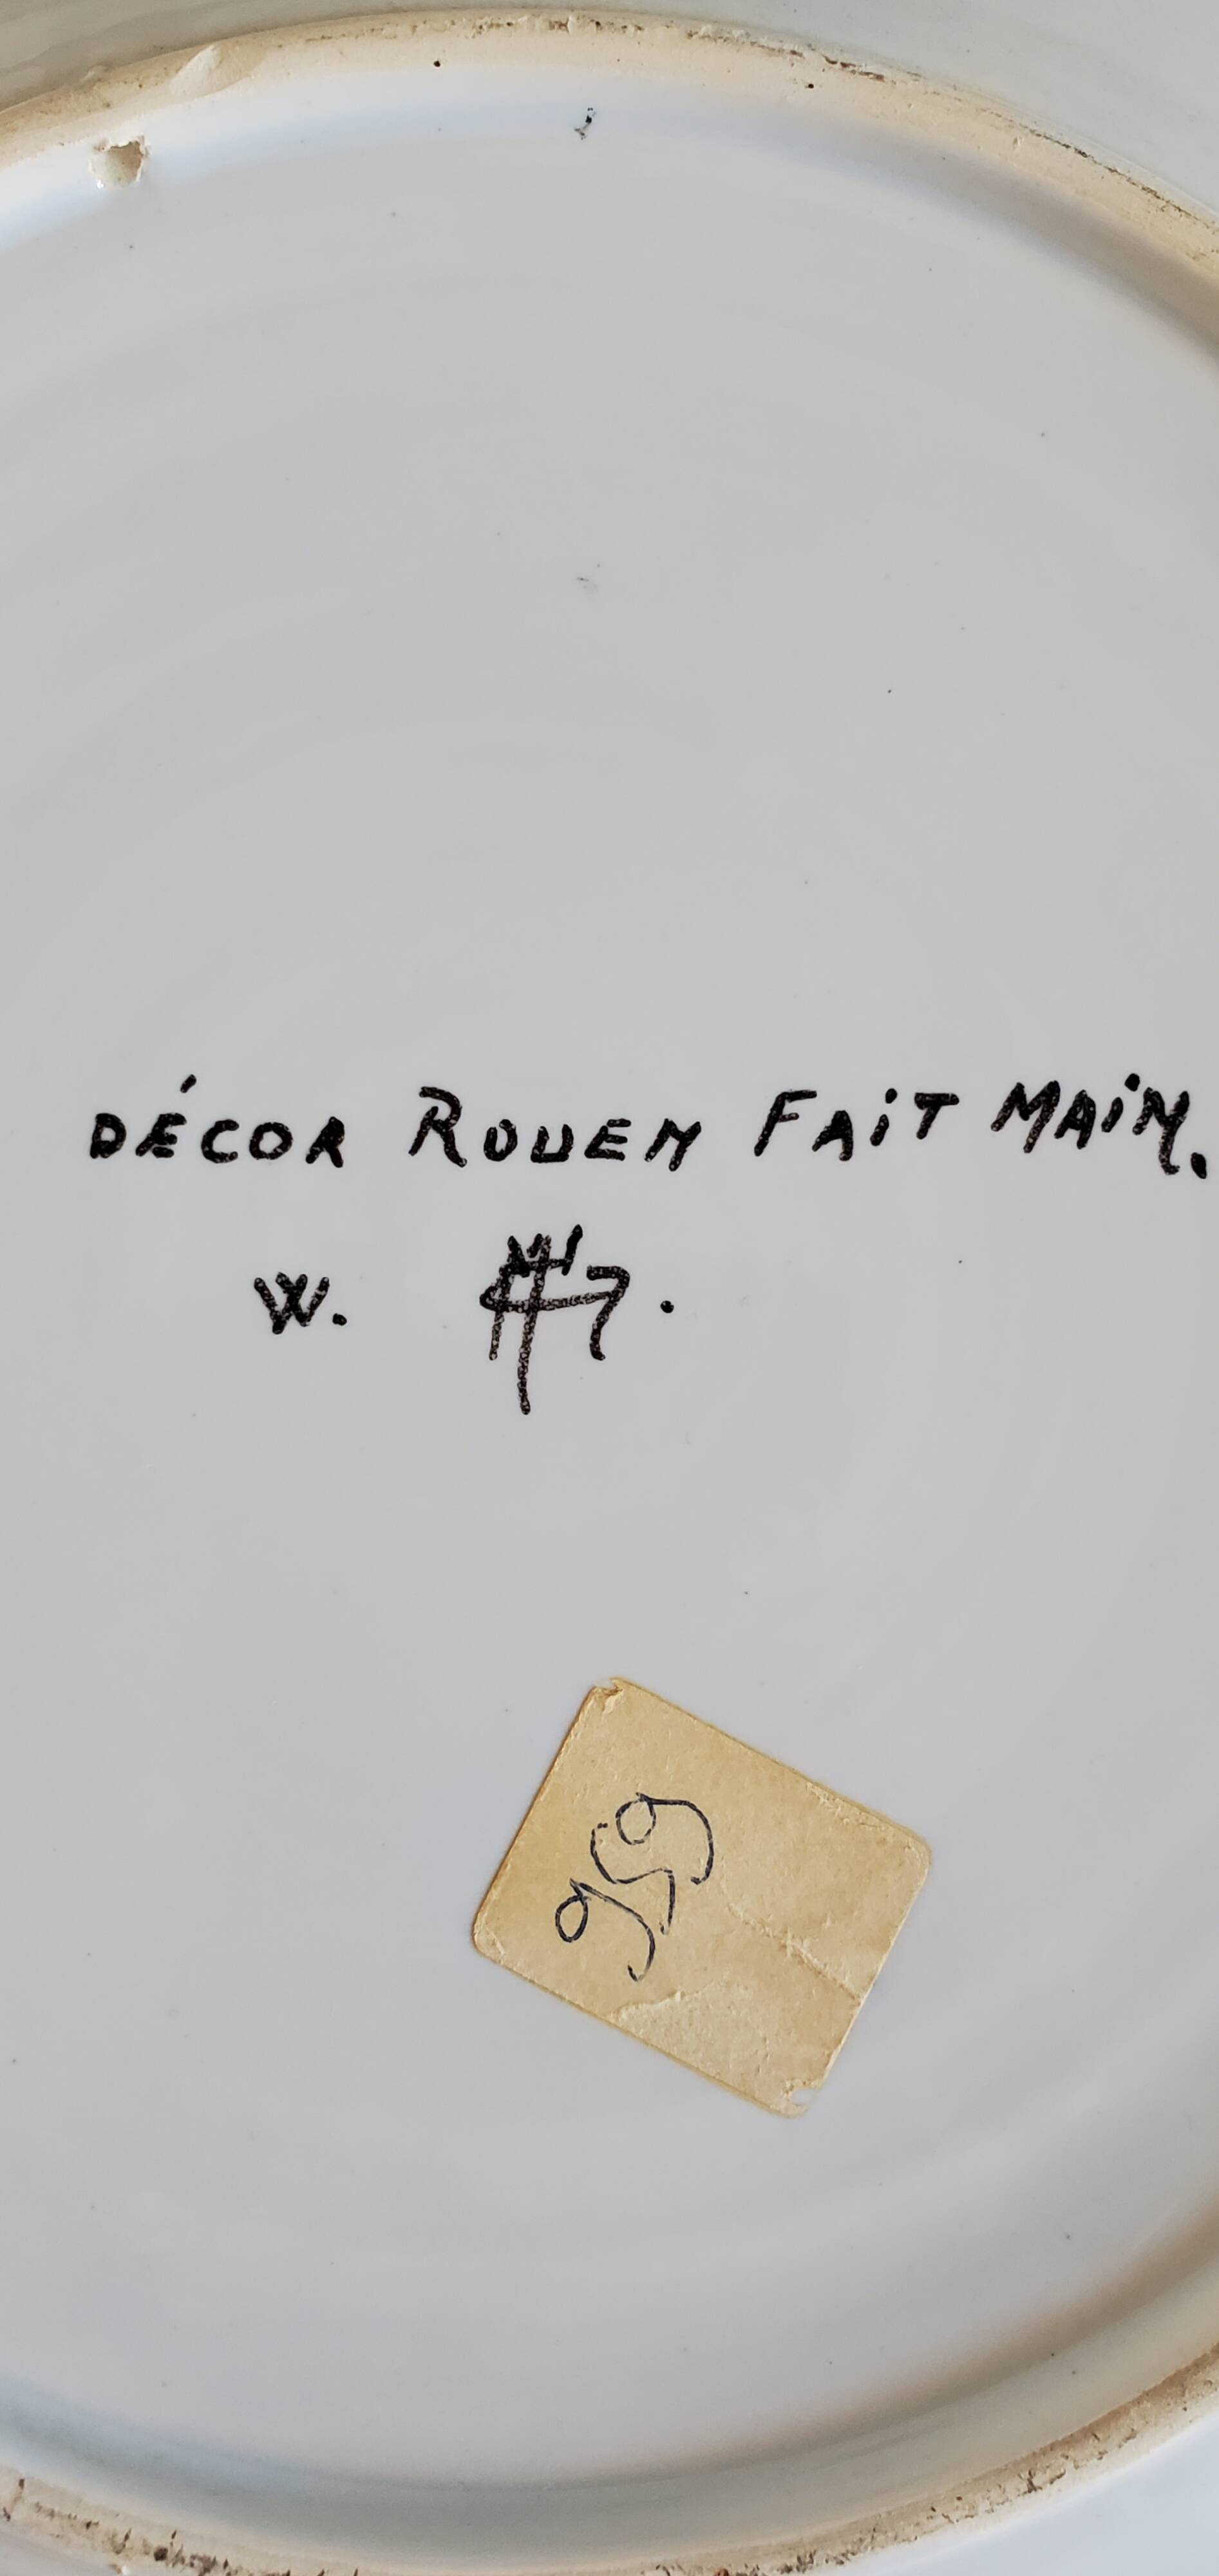 DÉCOR ROUEN FAiT MAiN.
W.
959